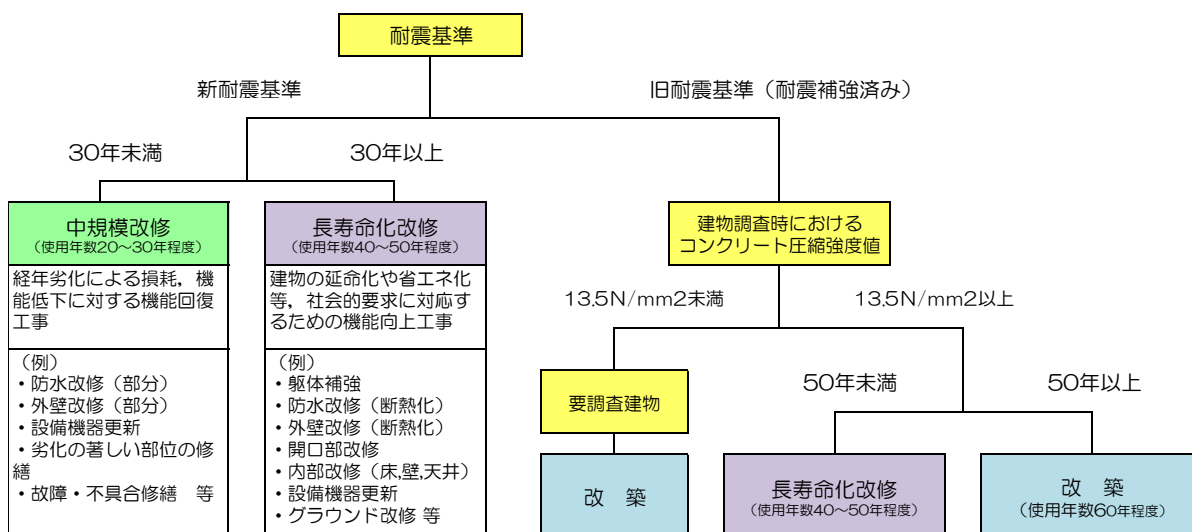 耐震基準
新耐震基準
旧耐震基準（耐震補強済み）
30年未満
30年以上
中規模改修
（使用年数20～30年程度）
経年劣化による損耗，機
能低下に対する機能回復
工事
（例）
・防水改修（部分）
・外壁改修（部分）
・設備機器更新
・劣化の著しい部位の修
繕
・故障・不具合修繕　等
長寿命化改修
（使用年数40～50年程度）
建物の延命化や省エネ化
等，社会的要求に対応す
るための機能向上工事
（例）
・躯体補強
・防水改修（断熱化）
・外壁改修（断熱化）
・開口部改修
・内部改修（床,壁,天井）
・設備機器更新
・グラウンド改修 等
建物調査時における
コンクリート圧縮強度値
13.5N/mm2未満
13.5N/mm2以上
要調査建物
改　築
50年未満
50年以上
長寿命化改修
（使用年数40～50年程度）
改　築
（使用年数60年程度）